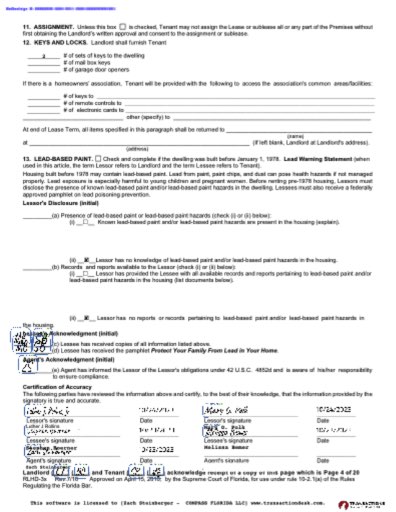 11. ASSIGNMENT. Unless this box ☐ is checked, Tenant may not assign the Lease or sublease all or any part of the Premises without
first obtaining the Landlord's written approval and consent to the assignment or sublease.
12. KEYS AND LOCKS. Landlord shall furnish Tenant
2 # of sets of keys to the dwelling
# of mail box keys
# of garage door openers
If there is a homeowners' association, Tenant will be provided with the following to access the association's common areas/facilities:
# of keys to
# of remote controls to
# of electronic cards to
other (specify) to
At end of Lease Term, all items specified in this paragraph shall be returned to
(name)
at (If left blank, Landlord at Landlord's address).
(address)
13. LEAD-BASED PAINT. ☐ Check and complete if the dwelling was built before January 1, 1978. Lead Warning Statement (when
used in this article, the term Lessor refers to Landlord and the term Lessee refers to Tenant).
Housing built before 1978 may contain lead-based paint. Lead from paint, paint chips, and dust can pose health hazards if not managed
properly. Lead exposure is especially harmful to young children and pregnant women. Before renting pre-1978 housing, Lessors must
disclose the presence of known lead-based paint and/or lead-based paint hazards in the dwelling. Lessees must also receive a federally
approved pamphlet on lead poisoning prevention.
Lessor's Disclosure (initial)
(a) Presence of lead-based paint or lead-based paint hazards (check (i) or (ii) below):
(i) ☐ Known lead-based paint and/or lead-based paint hazards are present in the housing (explain).
(ii) Lessor has no knowledge of lead-based paint and/or lead-based paint hazards in the housing.
(b) Records and reports available to the Lessor (check (i) or (ii) below):
(i) ☐ Lessor has provided the Lessee with all available records and reports pertaining to lead-based paint and/or
lead-based paint hazards in the housing (list documents below).
(ii) Lessor has no reports or records pertaining to lead-based paint and/or lead-based paint hazards in
the housing.
Acknowledgment (initial)
(c) Lessee has received copies of all information listed above.
(d) Lessee has received the pamphlet Protect Your Family From Lead in Your Home.
Agent's Acknowledgment (initial)
(e) Agent has informed the Lessor of the Lessor's obligations under 42 U.S.C. 4852d and is aware of his/her responsibility
to ensure compliance.
Certification of Accuracy
The following parties have reviewed the information above and certify, to the best of their knowledge, that the information provided by the
signatory is true and accurate.
10/24/2023
Lessor's signature Date Lessor's signature Date
Lessee's signature Date Lessee's signature Date
Agent's signature Date Agent's signature Date
Zach Steinberger
Landlord and Tenant acknowledge receipt of a copy of this page which is Page 4 of 20
RLHD-3x Rev.7/16 Approved on April 15, 2010, by the Supreme Court of Florida, for use under rule 10-2.1(a) of the Rules
Regulating the Florida Bar.
This software is licensed to [Zach Steinberger - COMPASS FLORIDA LLC] www.transactiondesk.com.